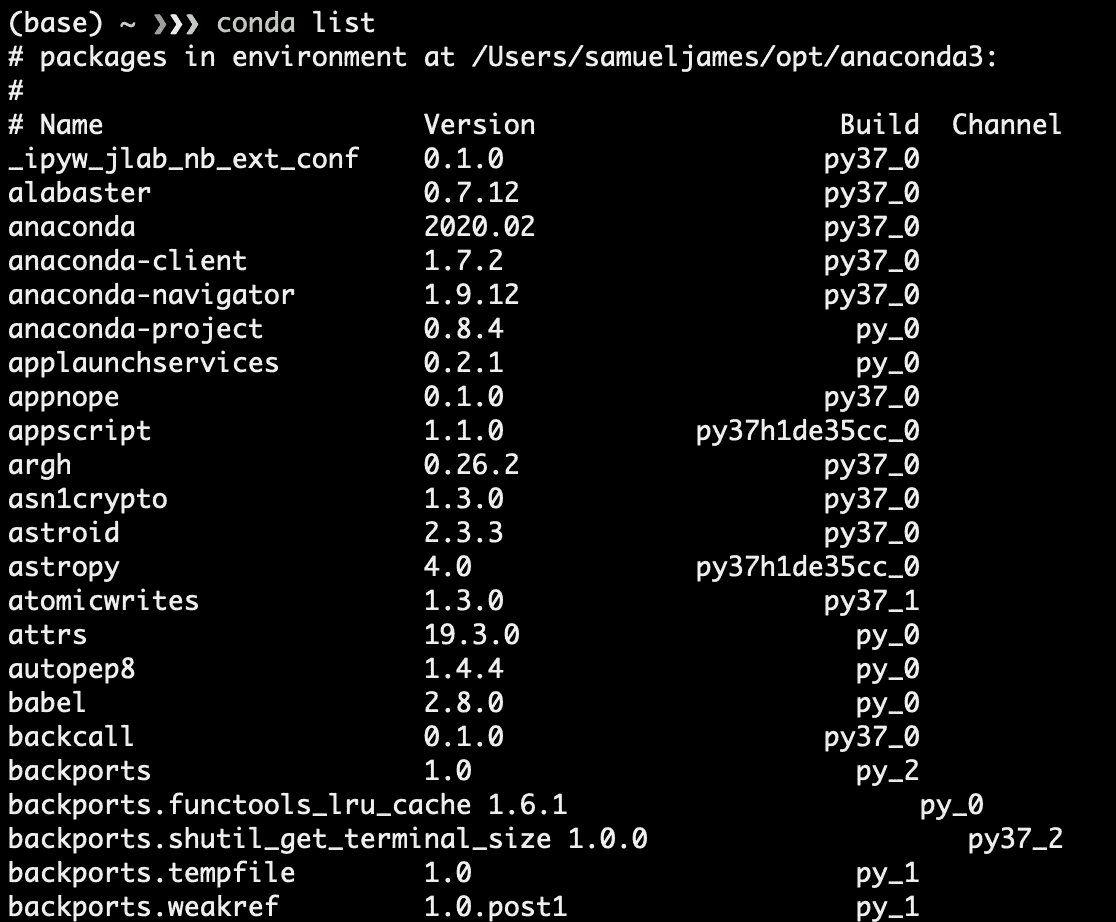 (base) ~ ❯❯❯ conda list
# packages in environment at /Users/samueljames/opt/anaconda3:
#
# Name                    Version                   Build  Channel
_ipyw_jlab_nb_ext_conf    0.1.0                    py37_0
alabaster                 0.7.12                   py37_0
anaconda                  2020.02                  py37_0
anaconda-client           1.7.2                    py37_0
anaconda-navigator        1.9.12                   py37_0
anaconda-project          0.8.4                      py_0
applaunchservices         0.2.1                      py_0
appnope                   0.1.0                    py37_0
appscript                 1.1.0            py37h1de35cc_0
argh                      0.26.2                   py37_0
asn1crypto                1.3.0                    py37_0
astroid                   2.3.3                    py37_0
astropy                   4.0              py37h1de35cc_0
atomicwrites              1.3.0                    py37_1
attrs                     19.3.0                     py_0
autopep8                  1.4.4                      py_0
babel                     2.8.0                      py_0
backcall                  0.1.0                    py37_0
backports                 1.0                        py_2
backports.functools_lru_cache 1.6.1                      py_0
backports.shutil_get_terminal_size 1.0.0                    py37_2
backports.tempfile        1.0                        py_1
backports.weakref         1.0.post1                  py_1